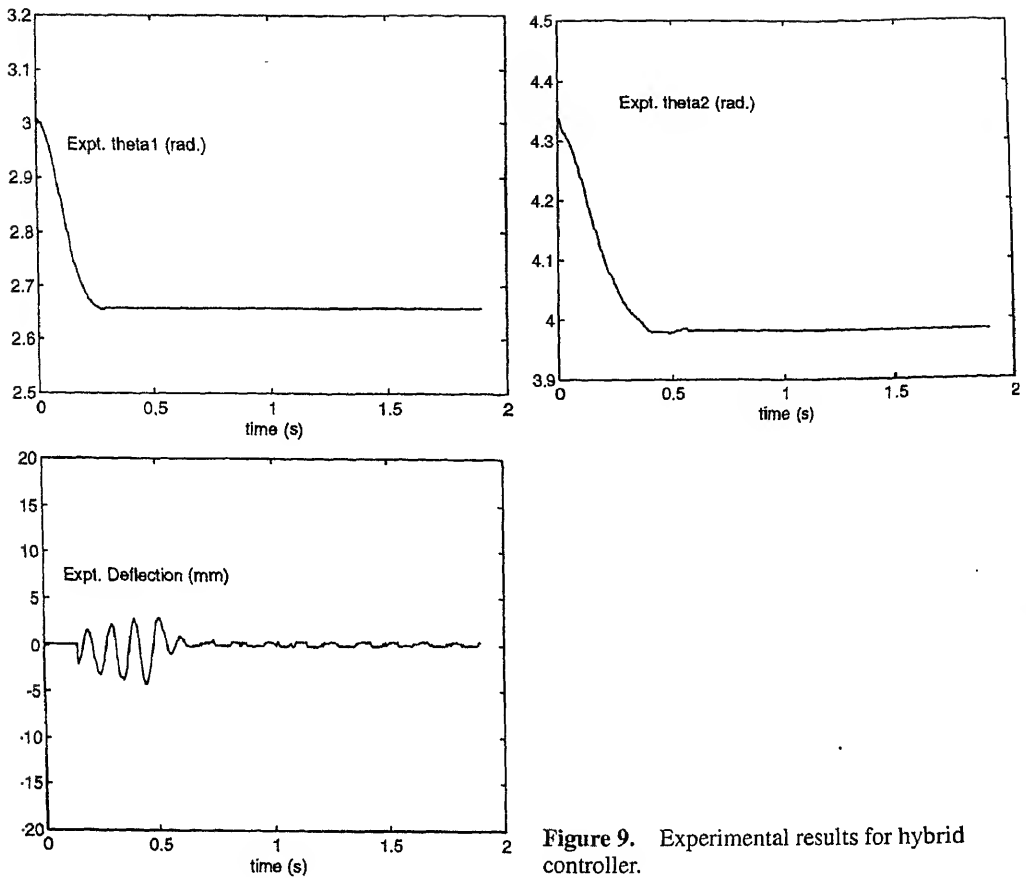 3.2
3.1
3
2.9
2.8
2.7
2.6
2.5
Expt. theta1 (rad.)
0 0.5 1 1.5 2
time (s)
4.5
4.4
4.3
4.2
4.1
4
3.9
Expt. theta2 (rad.)
0 0.5 1 1.5 2
time (s)
20
15
10
5
0
-5
-10
-15
-20
Expt. Deflection (mm)
0 0.5 1 1.5 2
time (s)
Figure 9. Experimental results for hybrid
controller.